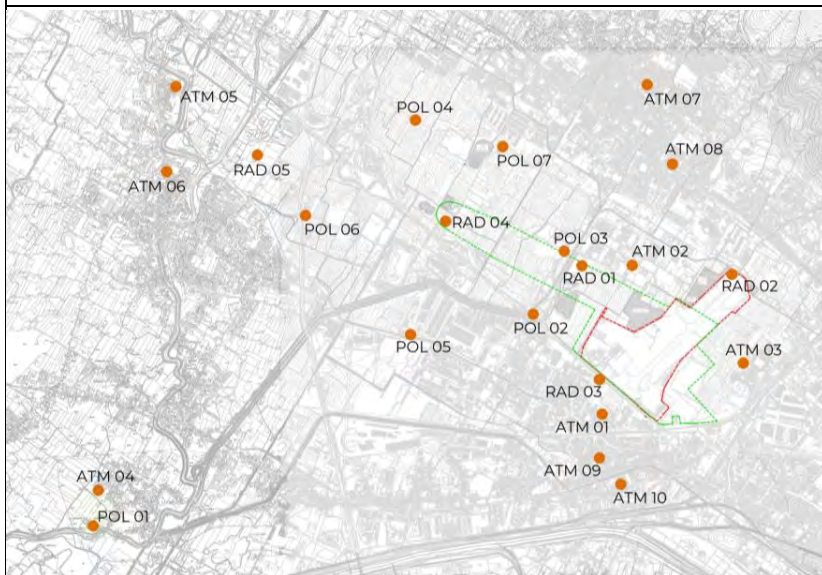 ATM 05
ATM 07
POL 04
POL 07
ATM 08
RAD 05
ATM 06
POL 06
RAD 04
POL 03
ATM 02
RAD 01
RAD 02
POL 02
POL 05
ATM 03
RAD 03
ATM 01
ATM 09
ATM 04
ATM 10
POL 01